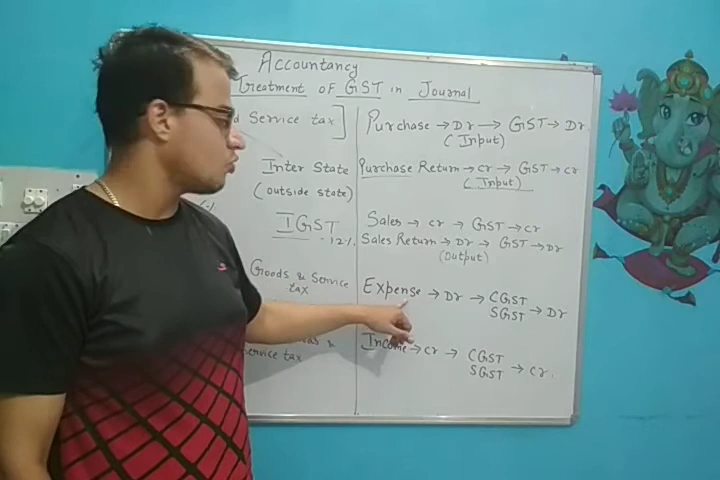 Accountancy
Treatment of GST in Journal
d Service tax]
Inter State
(outside state)
IGST
12%
Goods & Service
tax
&
Service tax
Purchase → Dr → GST → Dr.
(Input)
Purchase Return → cr → GST → cr
(Input)
Sales → cr → GST → cr
Sales Return → Dr → GST → Dr
(Output)
Expense → Dr → CGST
SGST → Dr
Income → cr → CGST
SGST → cr.